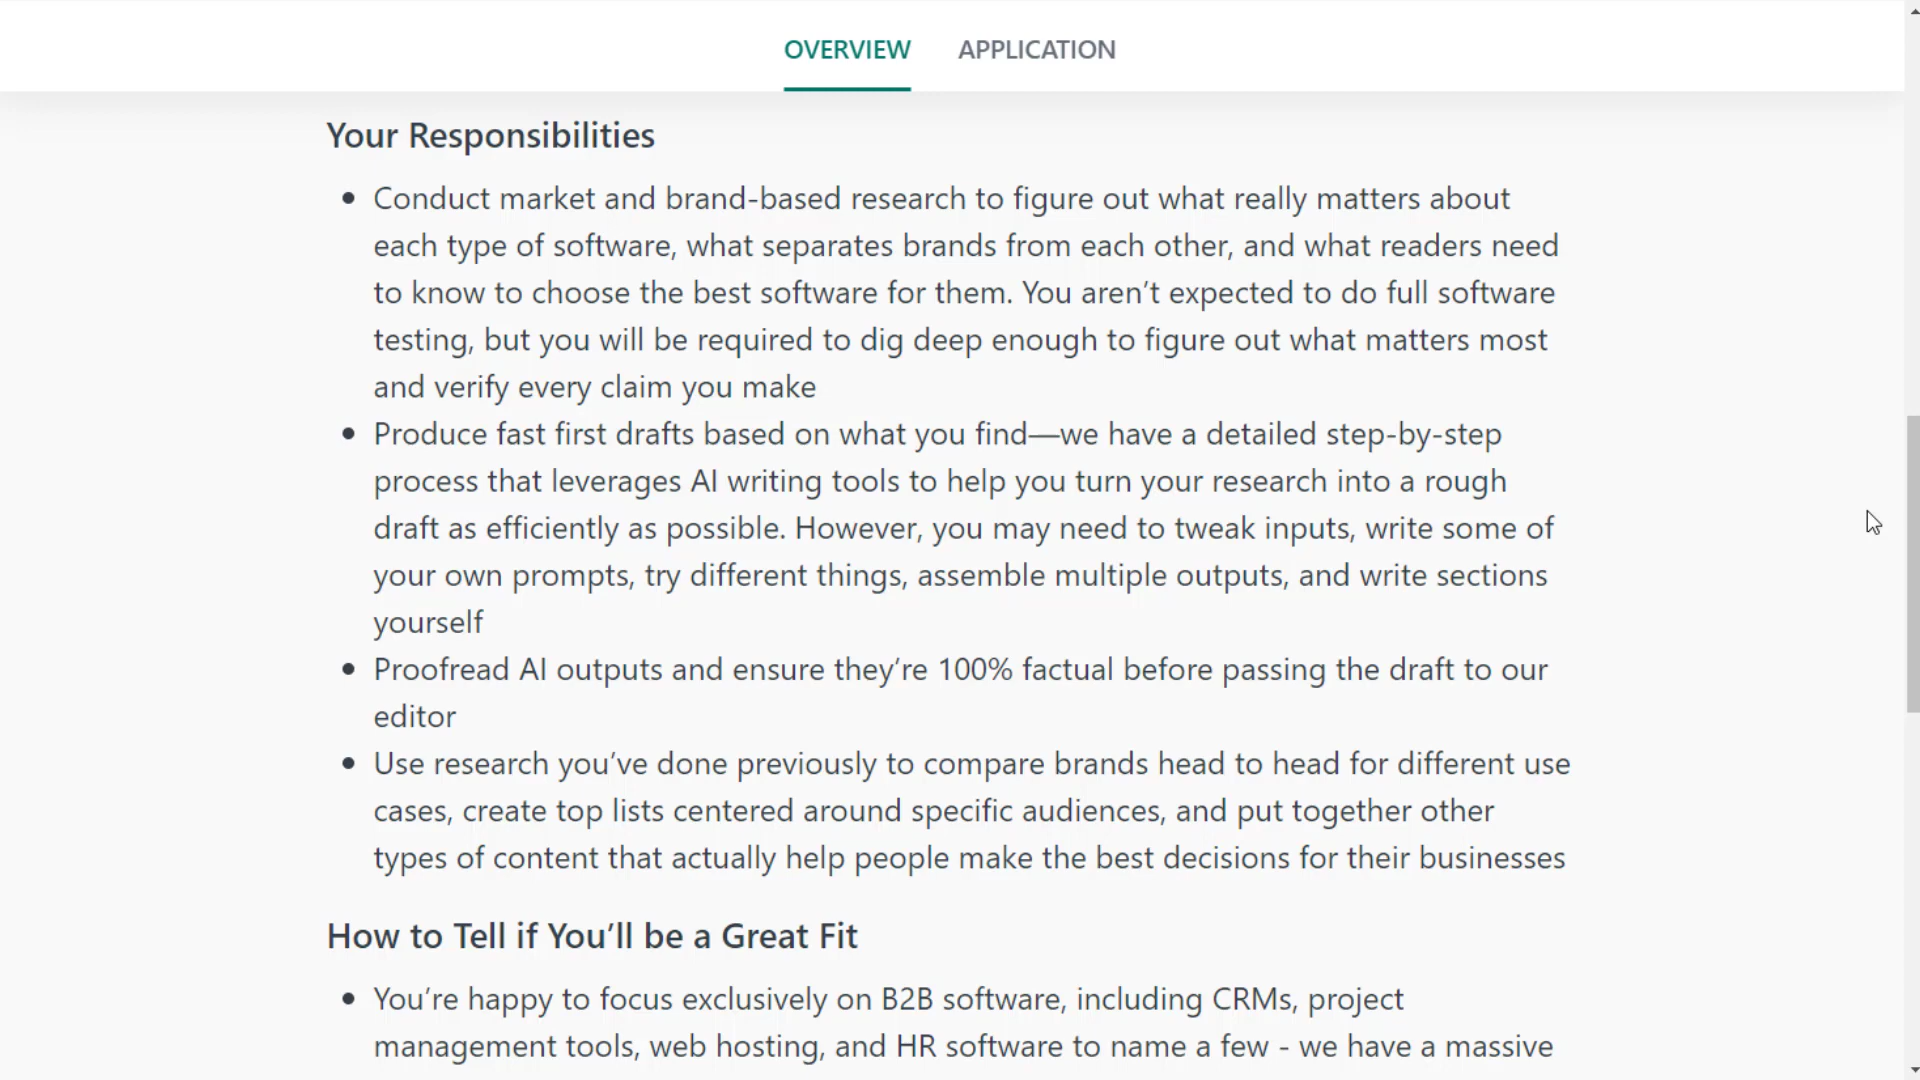 OVERVIEW APPLICATION
Your Responsibilities
Conduct market and brand-based research to figure out what really matters about
each type of software, what separates brands from each other, and what readers need
to know to choose the best software for them. You aren’t expected to do full software
testing, but you will be required to dig deep enough to figure out what matters most
and verify every claim you make
Produce fast first drafts based on what you find—we have a detailed step-by-step
process that leverages AI writing tools to help you turn your research into a rough
draft as efficiently as possible. However, you may need to tweak inputs, write some of
your own prompts, try different things, assemble multiple outputs, and write sections
yourself
Proofread AI outputs and ensure they’re 100% factual before passing the draft to our
editor
Use research you’ve done previously to compare brands head to head for different use
cases, create top lists centered around specific audiences, and put together other
types of content that actually help people make the best decisions for their businesses
How to Tell if You’ll be a Great Fit
You’re happy to focus exclusively on B2B software, including CRMs, project
management tools, web hosting, and HR software to name a few - we have a massive